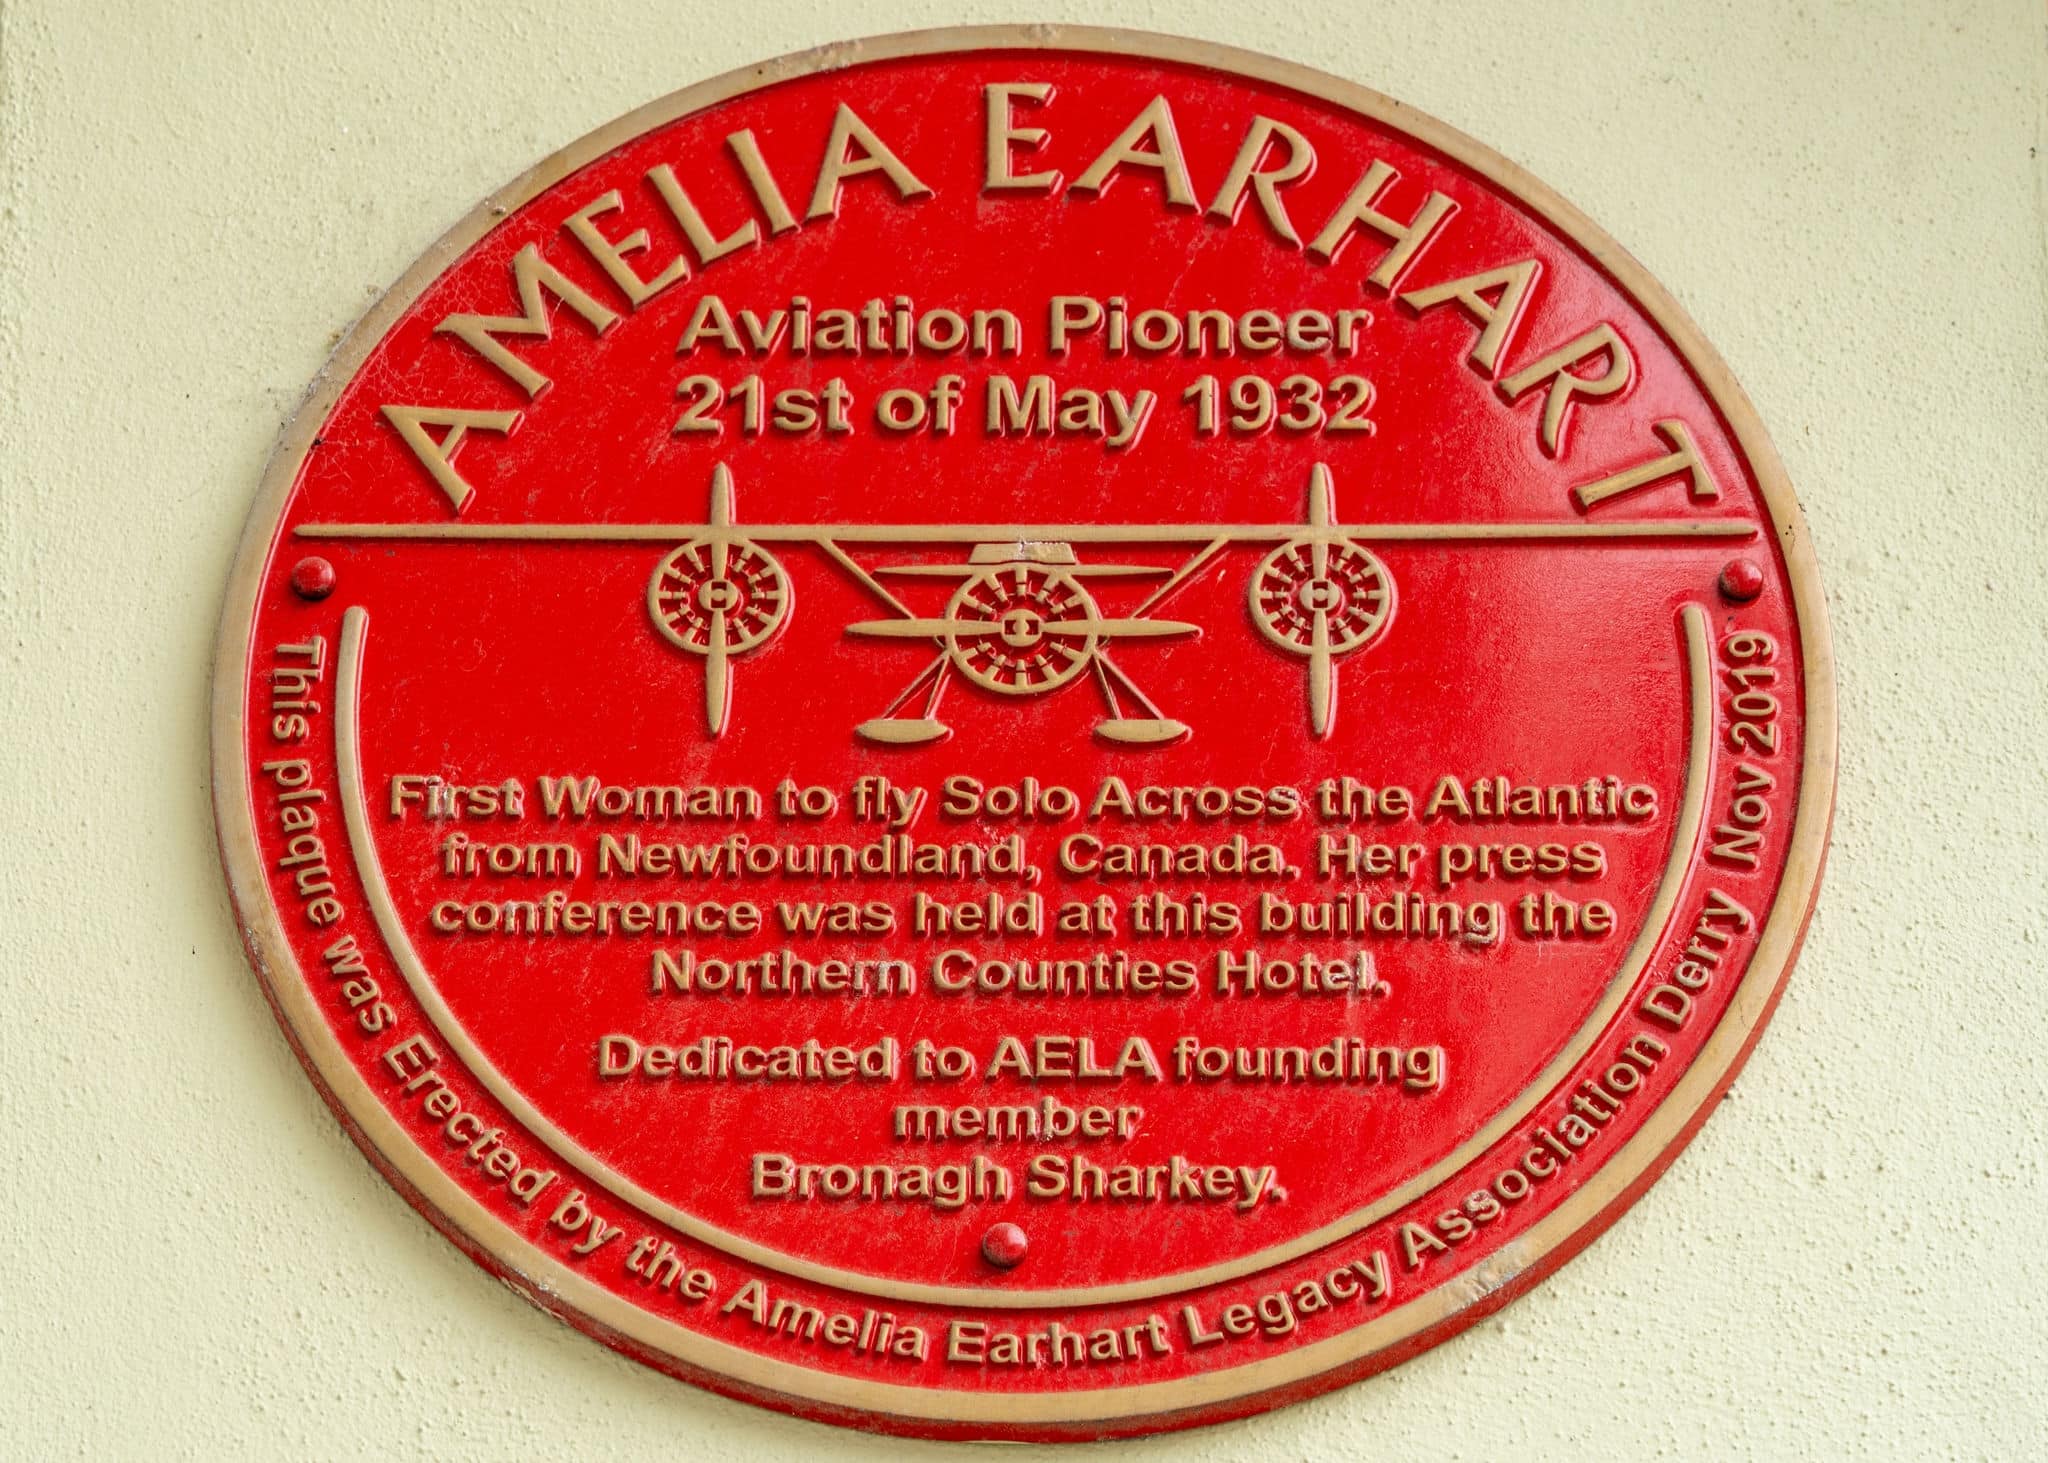 AMELIA EARHART
Aviation Pioneer
21st of May 1932
First Woman to fly Solo Across the Atlantic
from Newfoundland, Canada. Her press
conference was held at this building the
Northern Counties Hotel.
Dedicated to AELA founding
member
Bronagh Sharkey.
This plaque was Erected by the Amelia Earhart Legacy Association Derry Nov 2019